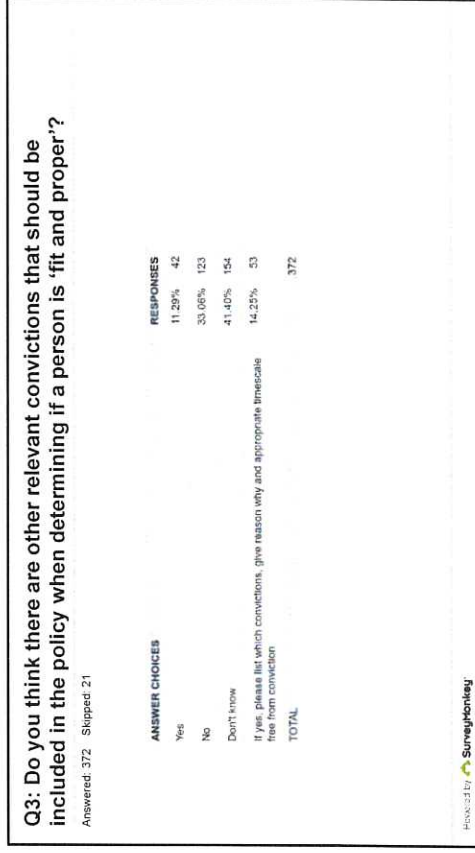 Q3: Do you think there are other relevant convictions that should be
included in the policy when determining if a person is 'fit and proper'?
Answered: 372 Skipped: 21
ANSWER CHOICES RESPONSES
Yes 11.29% 42
No 33.06% 123
Don't know 41.40% 154
If yes, please list which convictions, give reason why and appropriate timescale
free from conviction 14.25% 53
TOTAL 372
Powered by SurveyMonkey